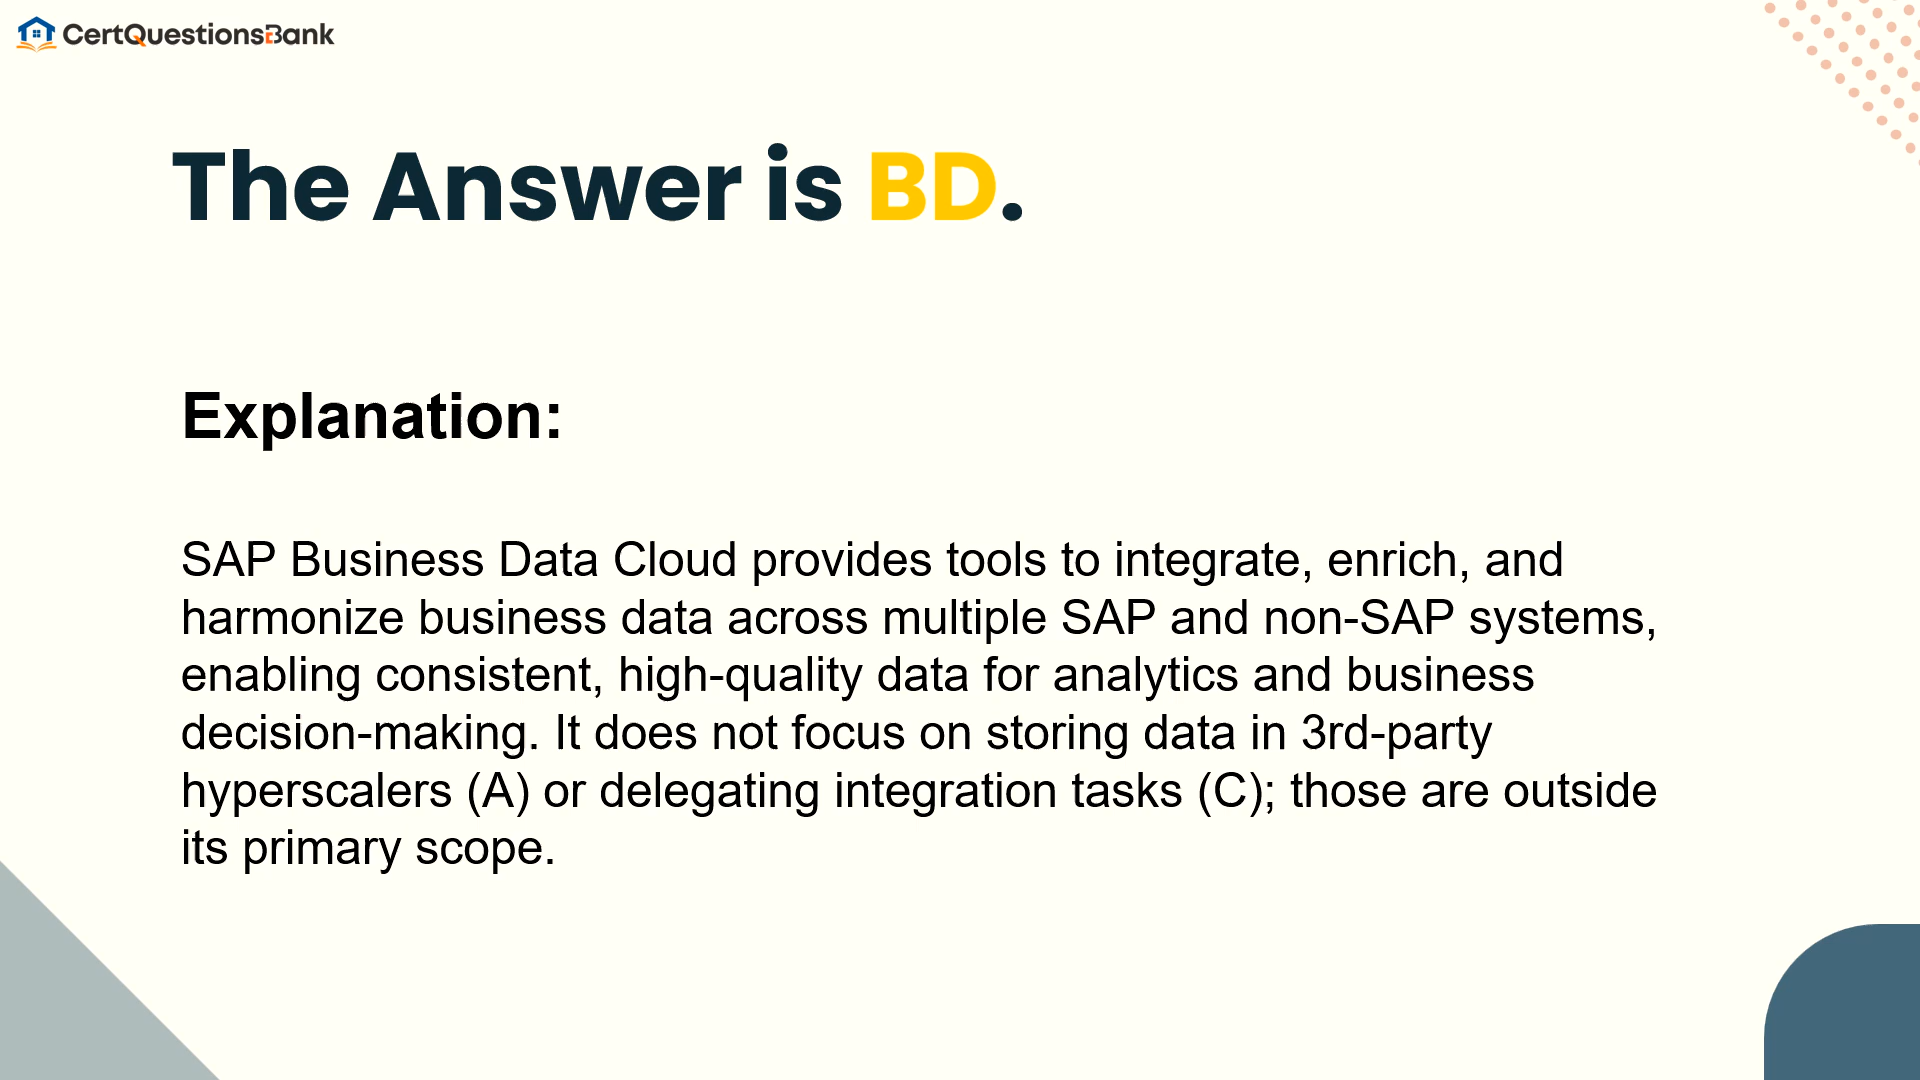 CertQuestionsBank
The Answer is BD.
Explanation:
SAP Business Data Cloud provides tools to integrate, enrich, and
harmonize business data across multiple SAP and non-SAP systems,
enabling consistent, high-quality data for analytics and business
decision-making. It does not focus on storing data in 3rd-party
hyperscalers (A) or delegating integration tasks (C); those are outside
its primary scope.